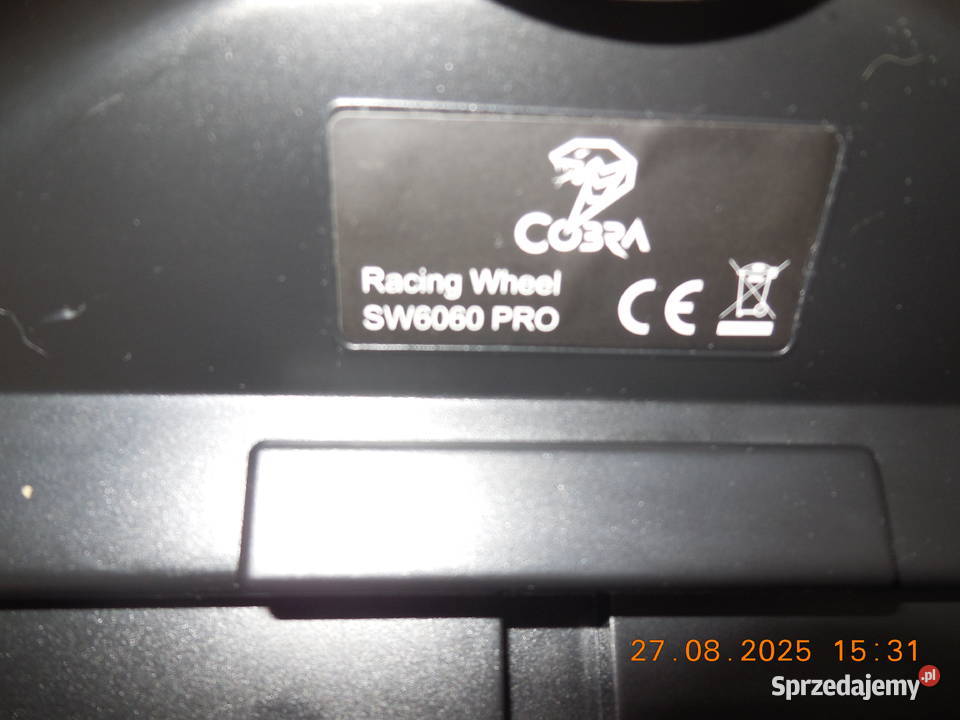 COBRA
Racing Wheel
SW6060 PRO
CE
27.08.2025 15:31
Sprzedajemy.pl